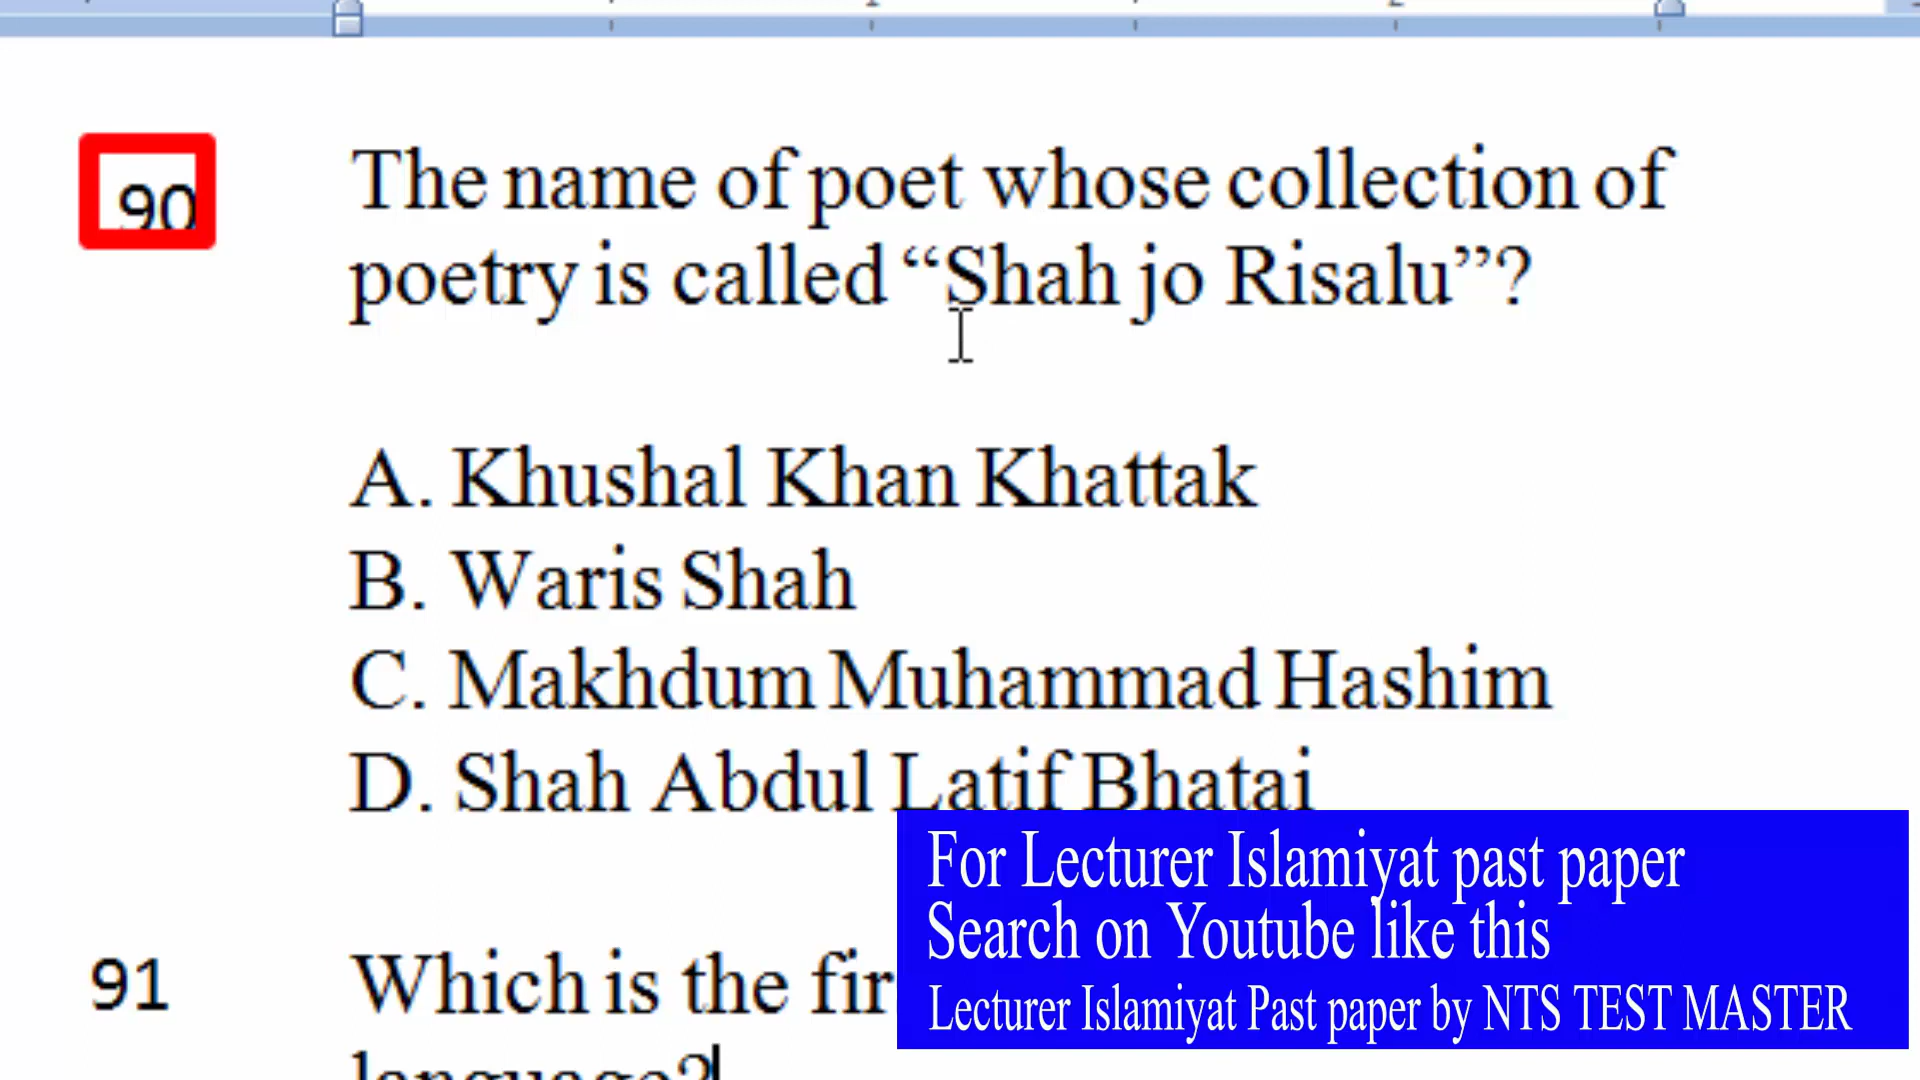 90
The name of poet whose collection of
poetry is called “Shah jo Risalu”?
A. Khushal Khan Khattak
B. Waris Shah
C. Makhdum Muhammad Hashim
D. Shah Abdul Latif Bhatai
For Lecturer Islamiyat past paper
Search on Youtube like this
Lecturer Islamiyat Past paper by NTS TEST MASTER
91
Which is the
language?